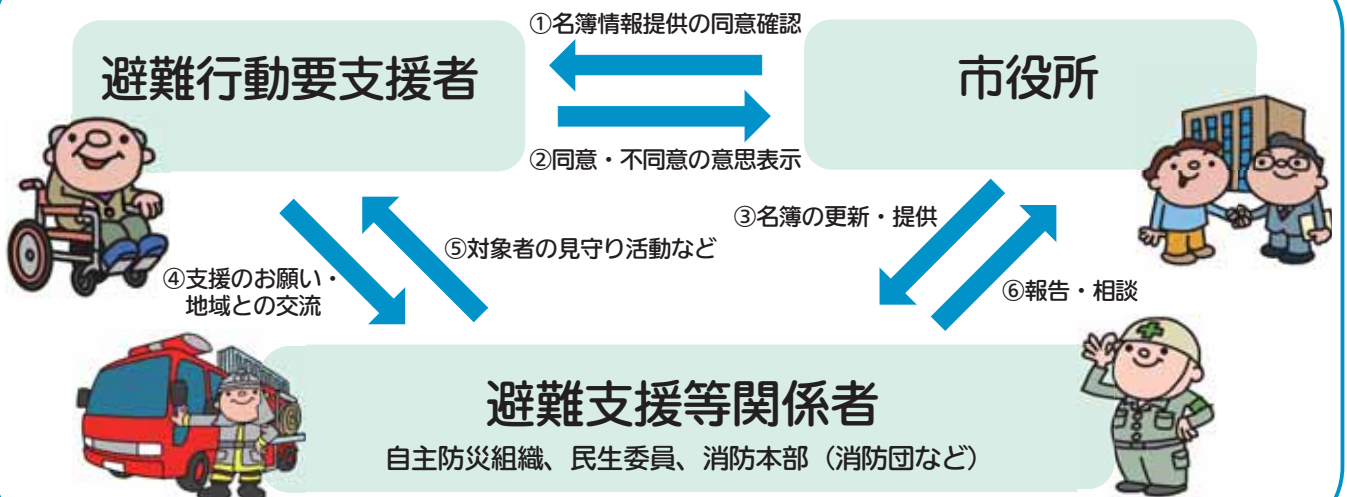 ①名簿情報提供の同意確認
避難行動要支援者
市役所
②同意・不同意の意思表示
③名簿の更新・提供
⑤対象者の見守り活動など
④支援のお願い・
地域との交流
⑥報告・相談
避難支援等関係者
自主防災組織、民生委員、消防本部（消防団など）